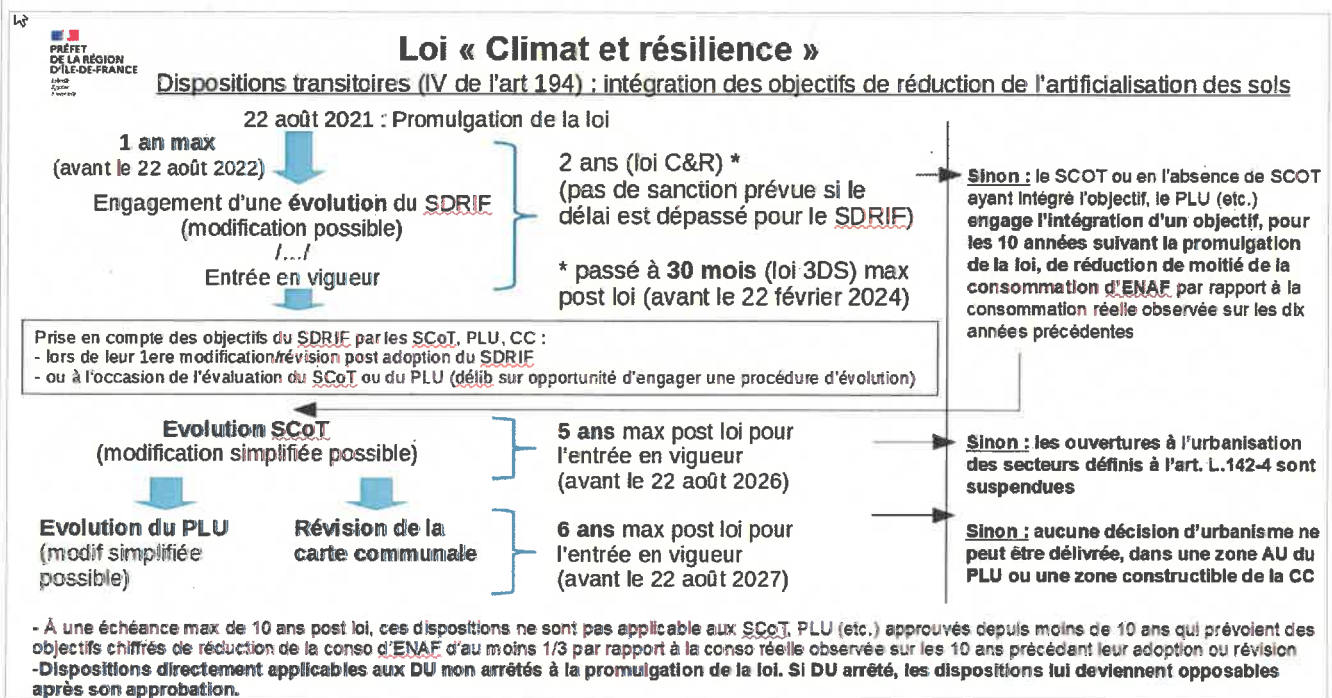 PRÉFET
DE LA RÉGION
D'ÎLE-DE-FRANCE
Loi « Climat et résilience »
Dispositions transitoires (IV de l'art 194) : intégration des objectifs de réduction de l'artificialisation des sols
22 août 2021 : Promulgation de la loi
1 an max
(avant le 22 août 2022)
Engagement d'une évolution du SDRIF
(modification possible)
/.../
Entrée en vigueur
2 ans (loi C&R) *
(pas de sanction prévue si le
délai est dépassé pour le SDRIF)
* passé à 30 mois (loi 3DS) max
post loi (avant le 22 février 2024)
Sinon : le SCOT ou en l'absence de SCOT
ayant intégré l'objectif, le PLU (etc.)
engage l'intégration d'un objectif, pour
les 10 années suivant la promulgation
de la loi, de réduction de moitié de la
consommation d'ENAF par rapport à la
consommation réelle observée sur les dix
années précédentes
Prise en compte des objectifs du SDRIF par les SCoT, PLU, CC :
- lors de leur 1ere modification/révision post adoption du SDRIF
- ou à l'occasion de l'évaluation du SCoT ou du PLU (délib sur opportunité d'engager une procédure d'évolution)
Evolution SCoT
(modification simplifiée possible)
5 ans max post loi pour
l'entrée en vigueur
(avant le 22 août 2026)
Sinon : les ouvertures à l'urbanisation
des secteurs définis à l'art. L.142-4 sont
suspendues
Evolution du PLU
(modif simplifiée
possible)
Révision de la
carte communale
6 ans max post loi pour
l'entrée en vigueur
(avant le 22 août 2027)
Sinon : aucune décision d'urbanisme ne
peut être délivrée, dans une zone AU du
PLU ou une zone constructible de la CC
- À une échéance max de 10 ans post loi, ces dispositions ne sont pas applicable aux SCoT, PLU (etc.) approuvés depuis moins de 10 ans qui prévoient des
objectifs chiffrés de réduction de la conso d'ENAF d'au moins 1/3 par rapport à la conso réelle observée sur les 10 ans précédant leur adoption ou révision
-Dispositions directement applicables aux DU non arrêtés à la promulgation de la loi. Si DU arrêté, les dispositions lui deviennent opposables
après son approbation.